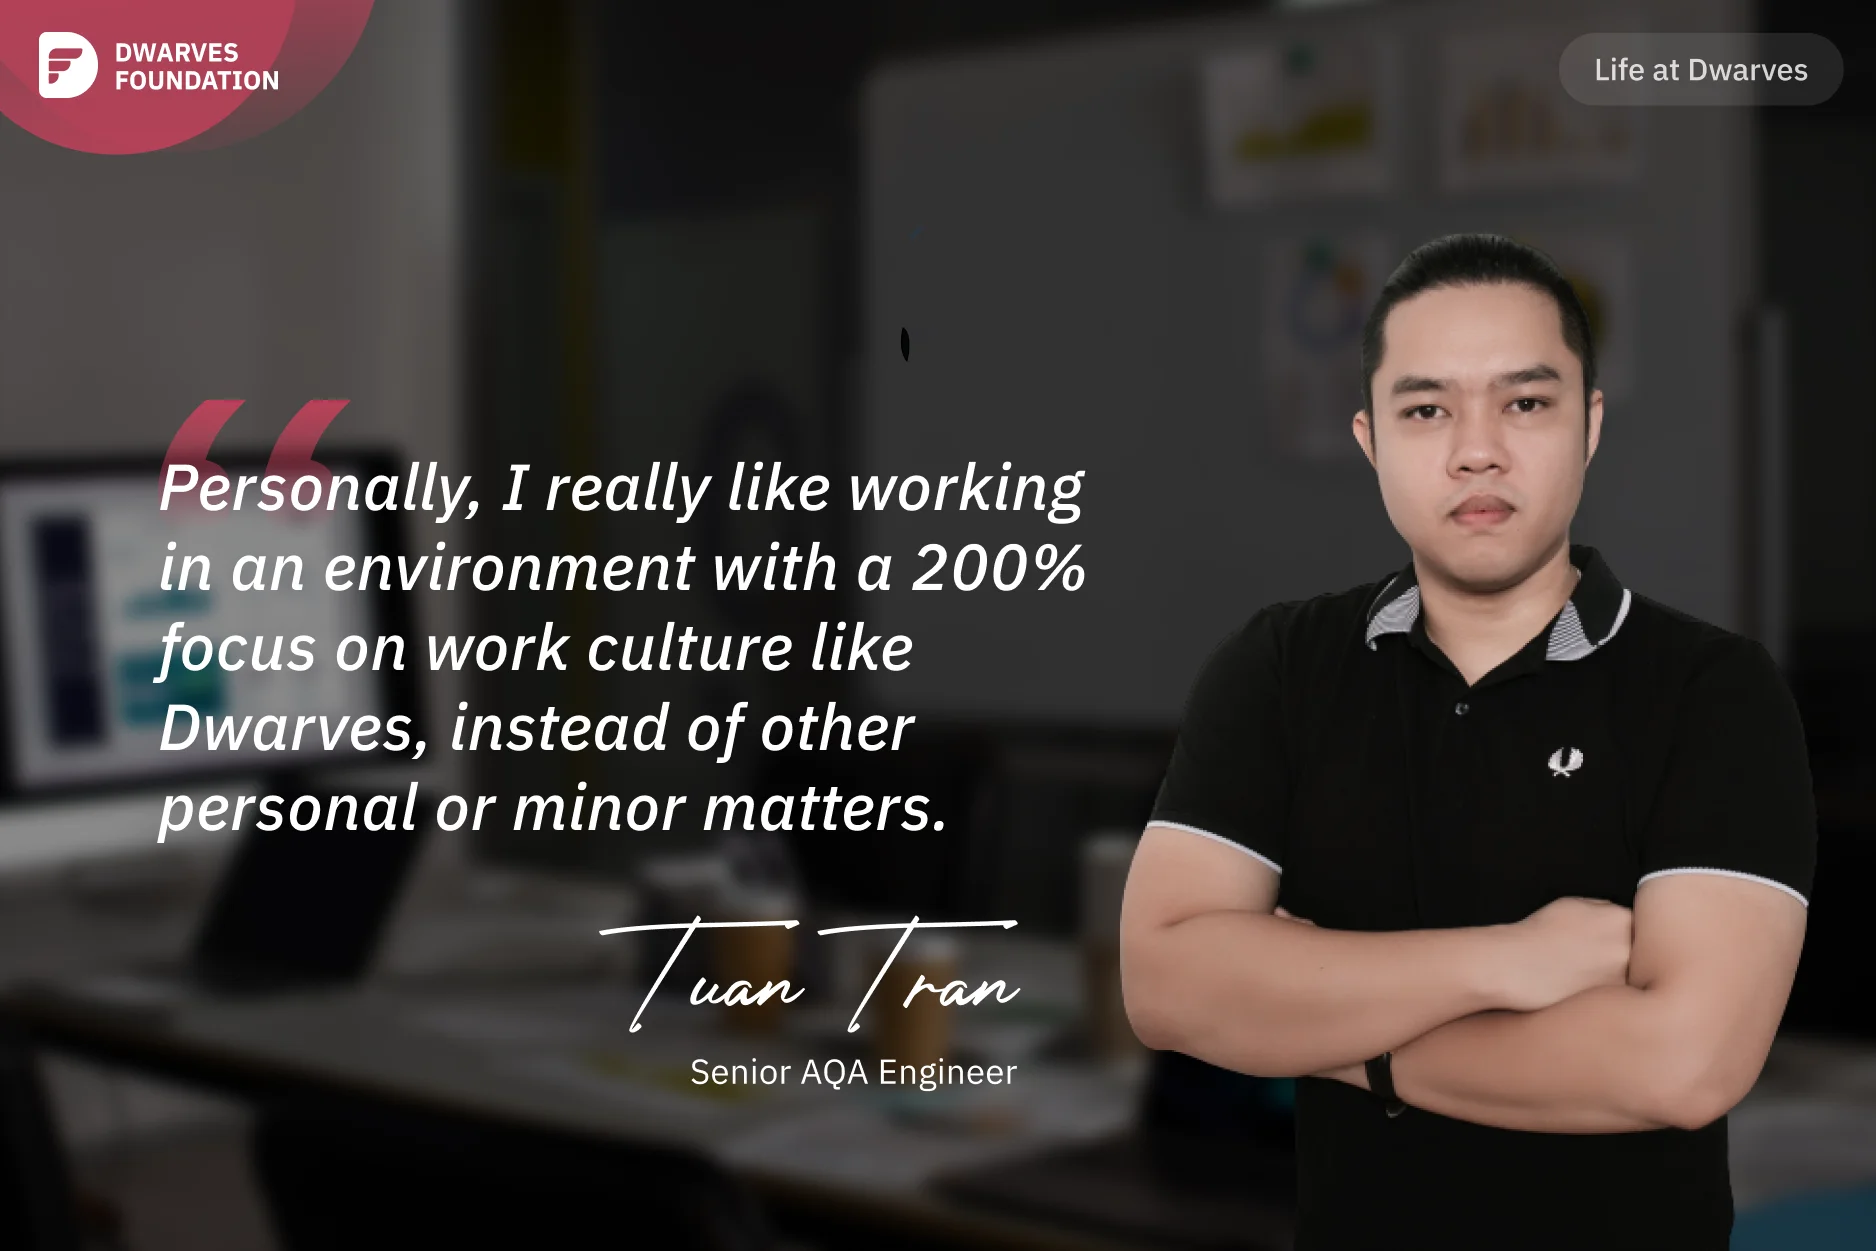 DWARVES
FOUNDATION
Life at Dwarves
“
Personally, I really like working
in an environment with a 200%
focus on work culture like
Dwarves, instead of other
personal or minor matters.
Tuan Tran
Senior AQA Engineer